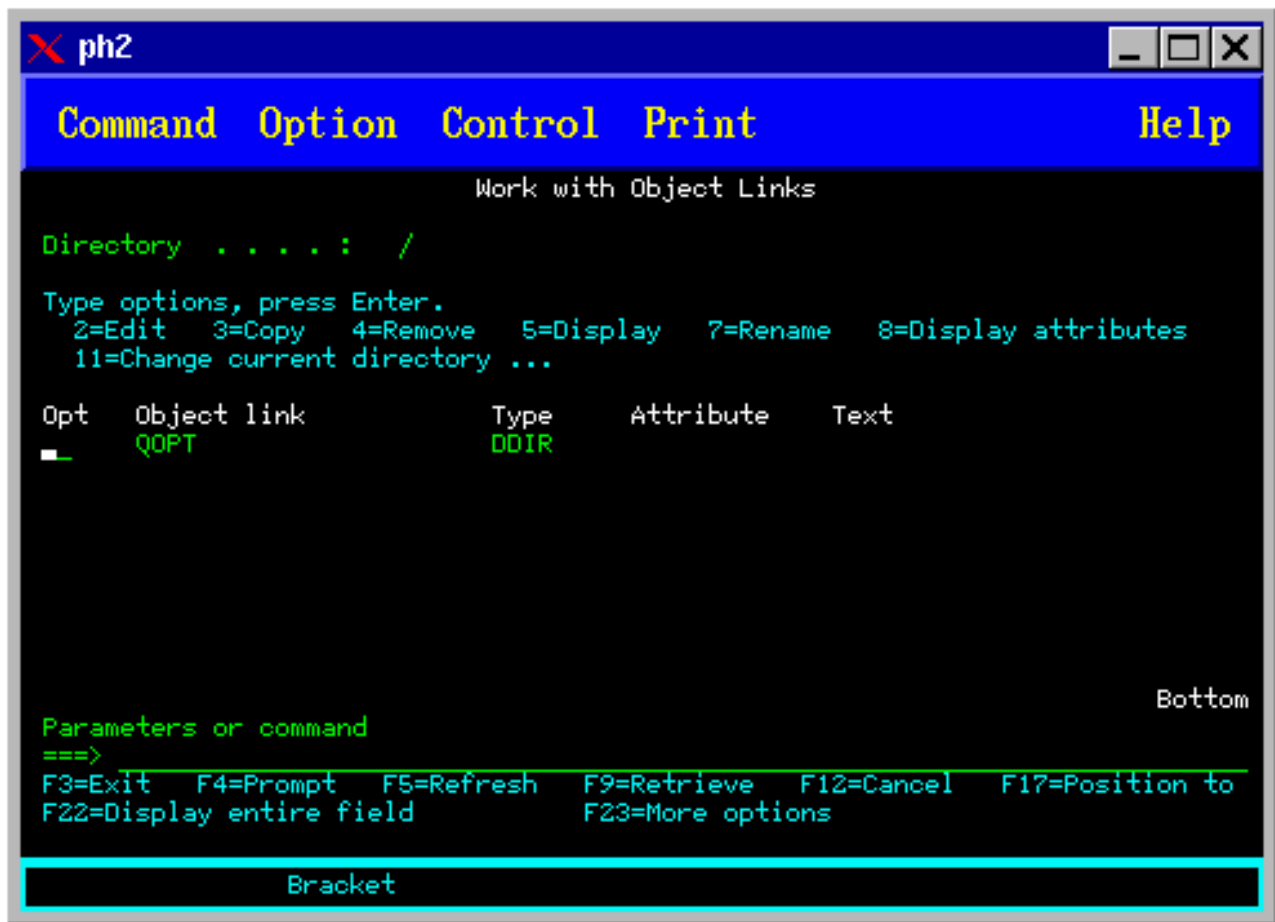 ph2
Command Option Control Print Help
Work with Object Links
Directory . . . . : /
Type options, press Enter.
2=Edit 3=Copy 4=Remove 5=Display 7=Rename 8=Display attributes
11=Change current directory ...
Opt Object link Type Attribute Text
QOPT DDIR
Bottom
Parameters or command
===>
F3=Exit F4=Prompt F5=Refresh F9=Retrieve F12=Cancel F17=Position to
F22=Display entire field F23=More options
Bracket